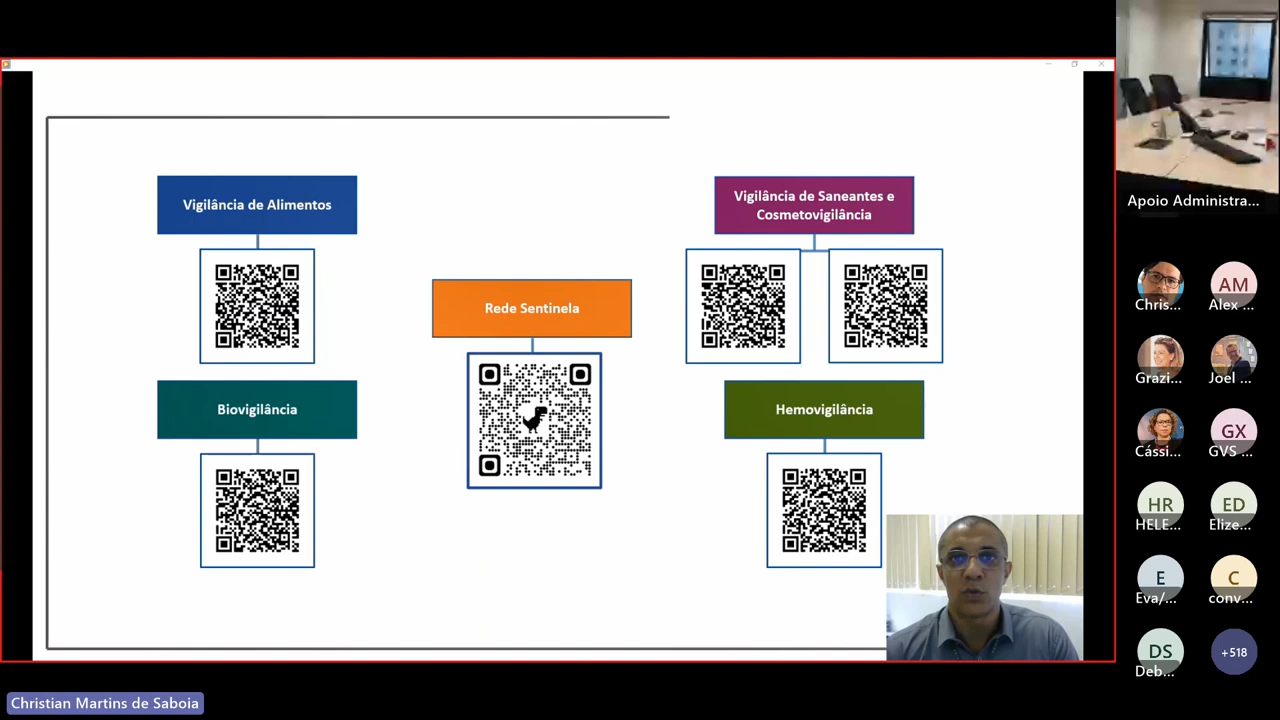 Vigilância de Alimentos
Vigilância de Saneantes e
Cosmetovigilância
Rede Sentinela
Biovigilância
Hemovigilância
Apoio Administra...
Chris...
AM
Alex ...
Grazi...
Joel ...
Cássi...
GX
GVS ...
HR
HELE...
ED
Elize...
E
Eva/...
C
conv...
DS
Deb...
+518
Christian Martins de Saboia